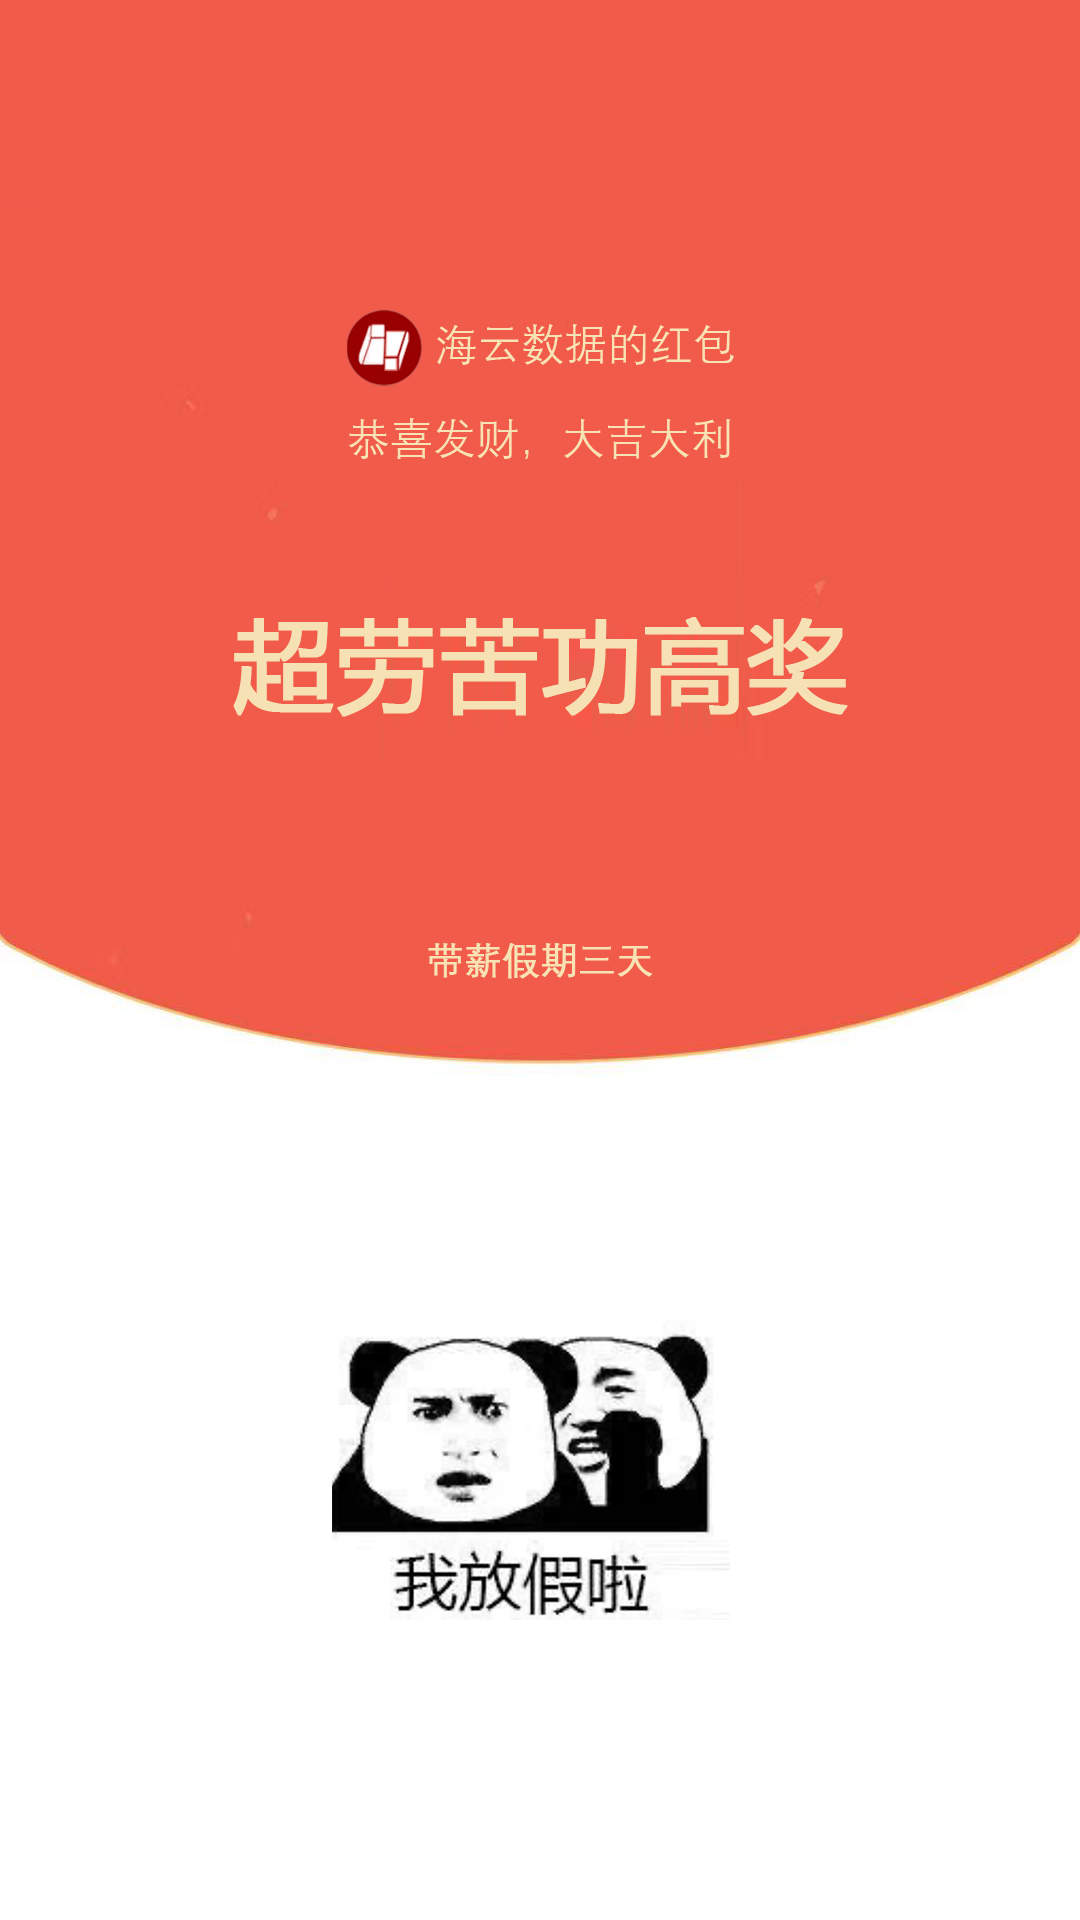 海云数据的红包
恭喜发财，大吉大利
超劳苦功高奖
带薪假期三天
我放假啦